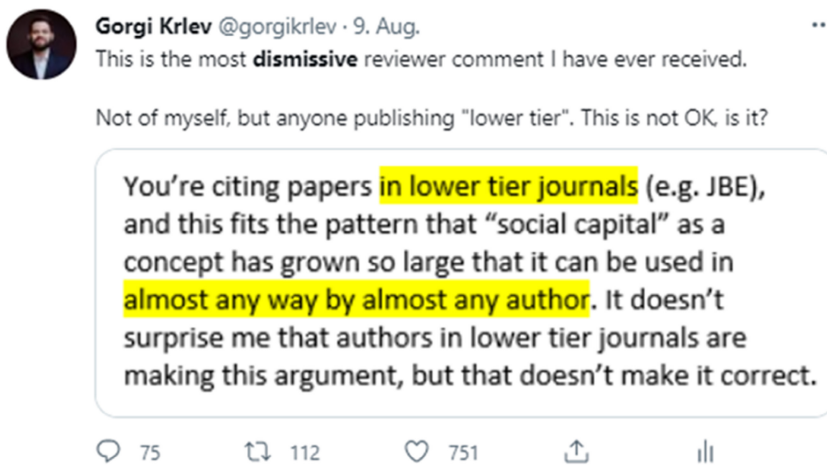 Gorgi Krlev @gorgikrlev · 9. Aug.
This is the most dismissive reviewer comment I have ever received.
Not of myself, but anyone publishing "lower tier". This is not OK, is it?
You're citing papers in lower tier journals (e.g. JBE),
and this fits the pattern that “social capital” as a
concept has grown so large that it can be used in
almost any way by almost any author. It doesn't
surprise me that authors in lower tier journals are
making this argument, but that doesn't make it correct.
75 112 751